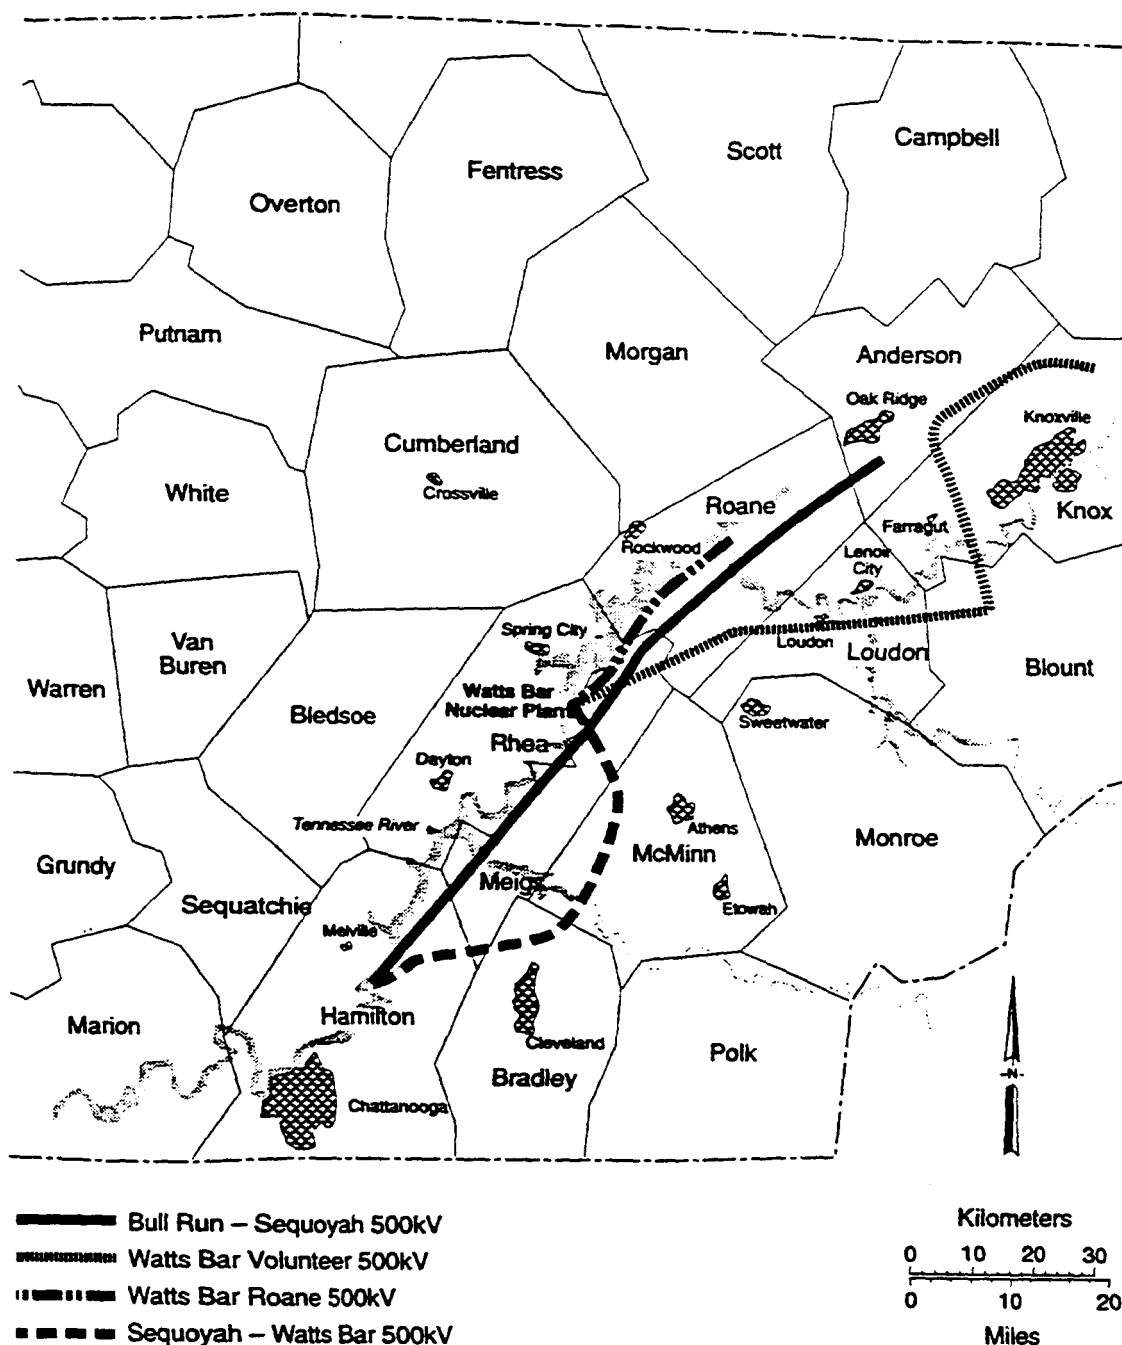 Scott
Campbell
Fentress
Overton
Putnam
Morgan
Anderson
Oak Ridge
Knoxville
Cumberland
Crossville
White
Roane
Knox
Farragut
Rockwood
Lenoir
City
Spring City
Loudon
Loudon
Van
Buren
Blount
Warren
Watts Bar
Nuclear Plant
Bledsoe
Sweetwater
Rhea
Dayton
Tennessee River
Athens
Monroe
McMinn
Grundy
Meigs
Sequatchie
Etowah
Melville
Marion
Hamilton
Cleveland
Polk
Bradley
N
Chattanooga
Bull Run – Sequoyah 500kV
Watts Bar Volunteer 500kV
Watts Bar Roane 500kV
Sequoyah – Watts Bar 500kV
Kilometers
0 10 20 30
0 10 20
Miles